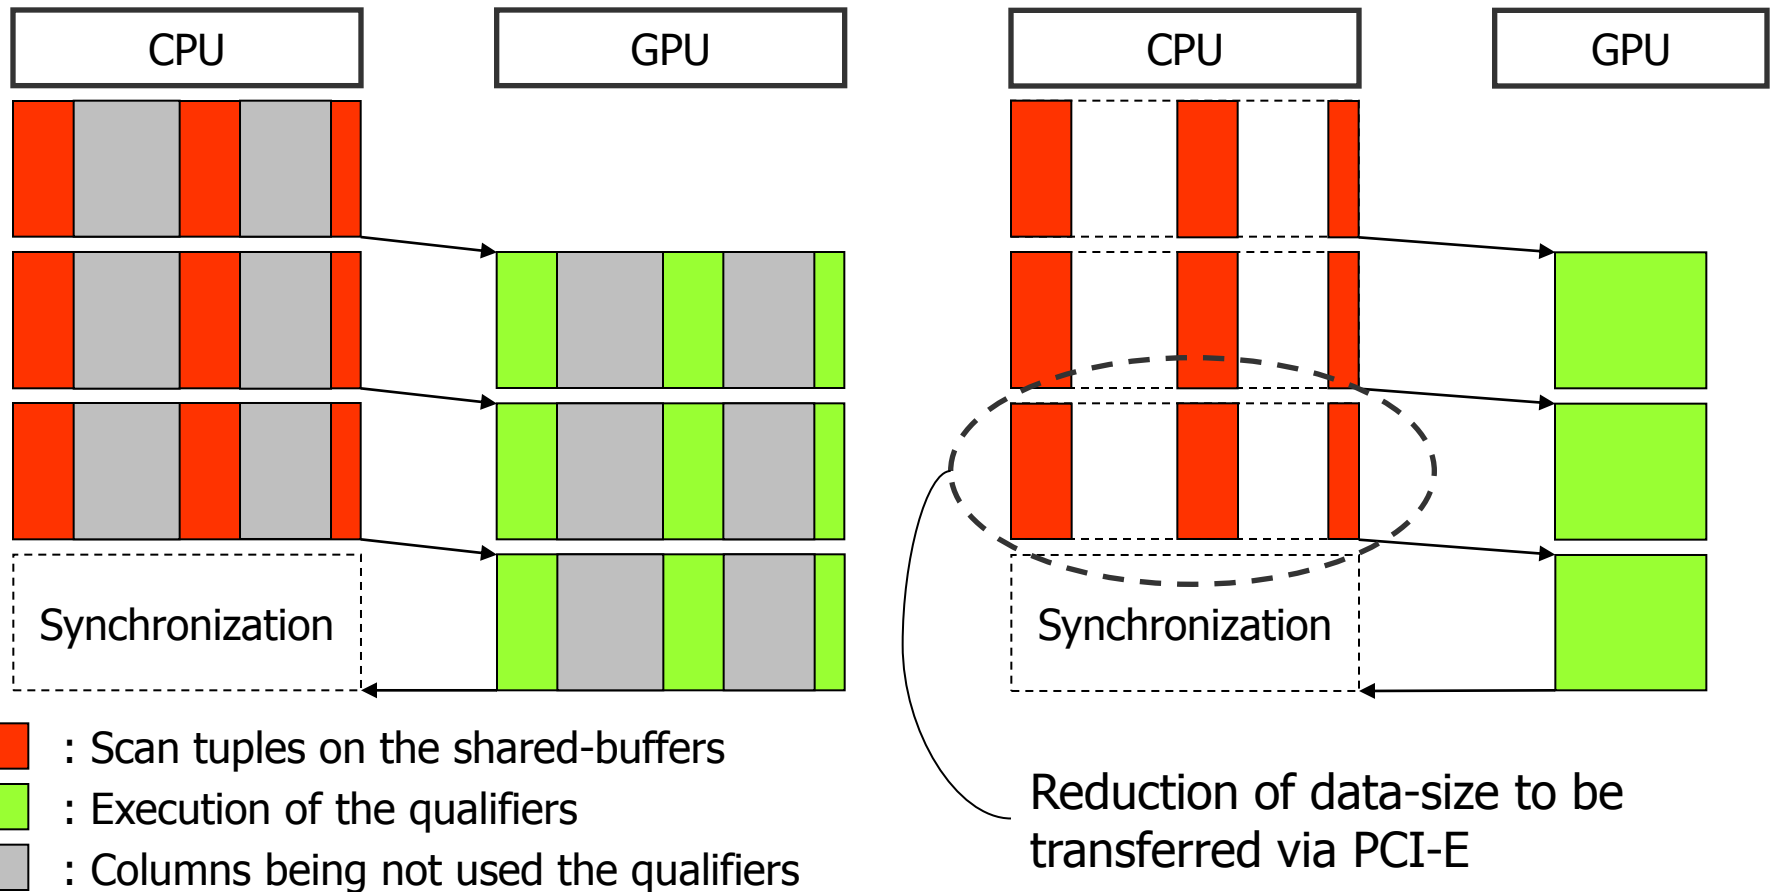 CPU
GPU
CPU
GPU
Synchronization
Synchronization
: Scan tuples on the shared-buffers
: Execution of the qualifiers
: Columns being not used the qualifiers
Reduction of data-size to be
transferred via PCI-E